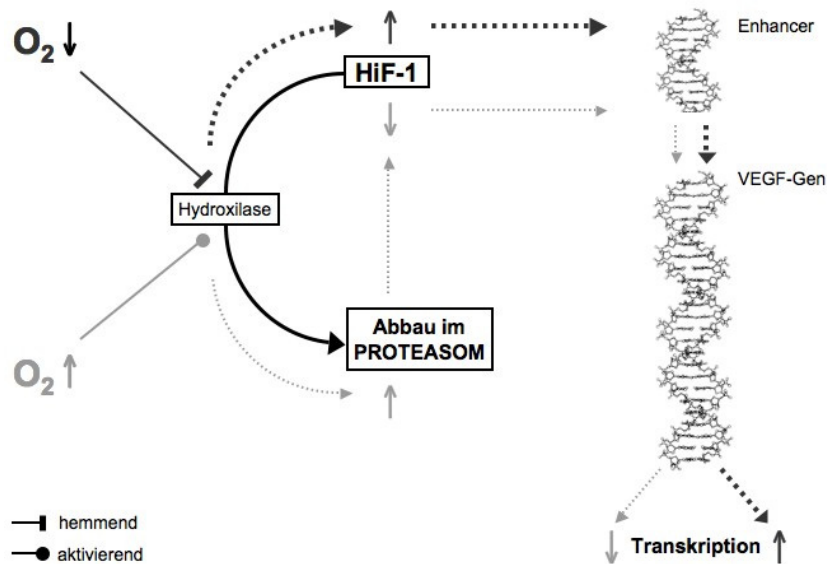 O2
HiF-1
Enhancer
VEGF-Gen
Hydroxilase
Abbau im
PROTEASOM
O2
hemmend
aktivierend
Transkription